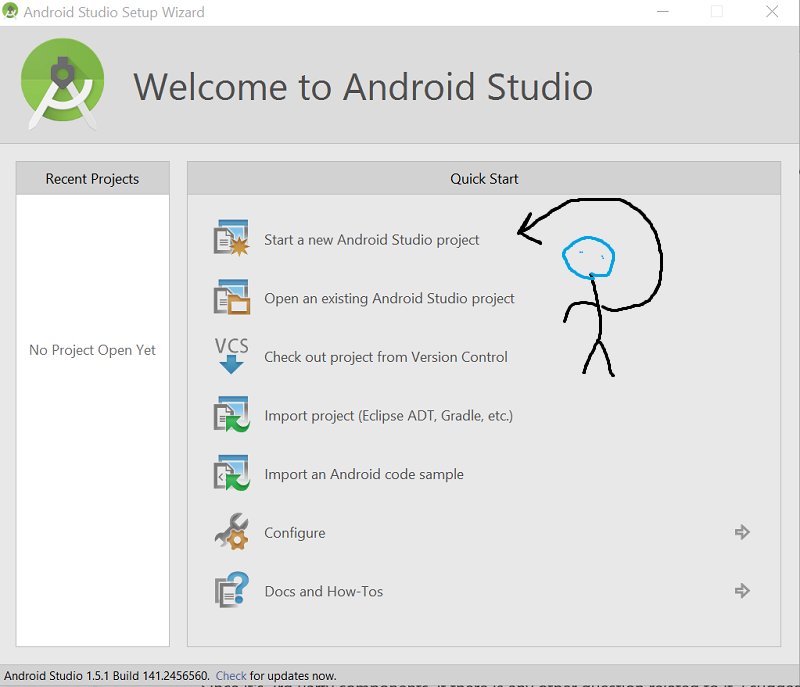 Android Studio Setup Wizard
Welcome to Android Studio
Recent Projects
Quick Start
Start a new Android Studio project
Open an existing Android Studio project
No Project Open Yet
VCS
Check out project from Version Control
Import project (Eclipse ADT, Gradle, etc.)
Import an Android code sample
Configure
Docs and How-Tos
Android Studio 1.5.1 Build 141.2456560. Check for updates now.